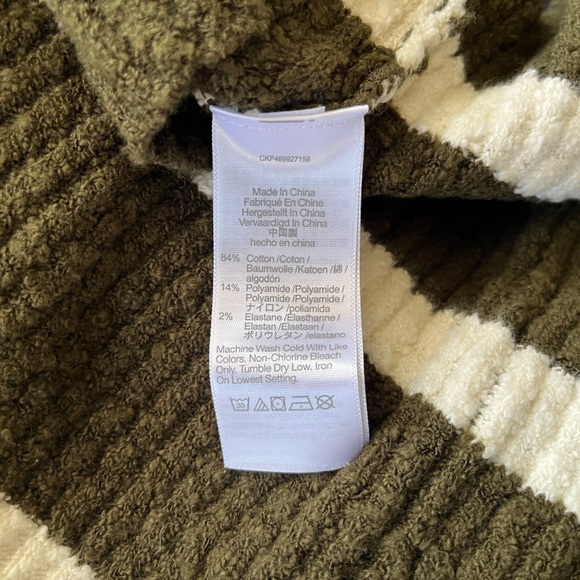 CKP489927158
Made In China
Fabriqué En China
Hergestellt In China
Vervaardigd In China
中国製
hecho en china
84% Cotton /Coton/
Baumwolle /Katoen /綿/
algodón
14% Polyamide /Polyamide/
Polyamide /Polyamide/
ナイロン /poliamida
2% Elastane /Elasthanne/
Elastan /Elastaan/
ポリウレタン /elastano
Machine Wash Cold With Like
Colors. Non-Chlorine Bleach
Only. Tumble Dry Low. Iron
On Lowest Setting.
30